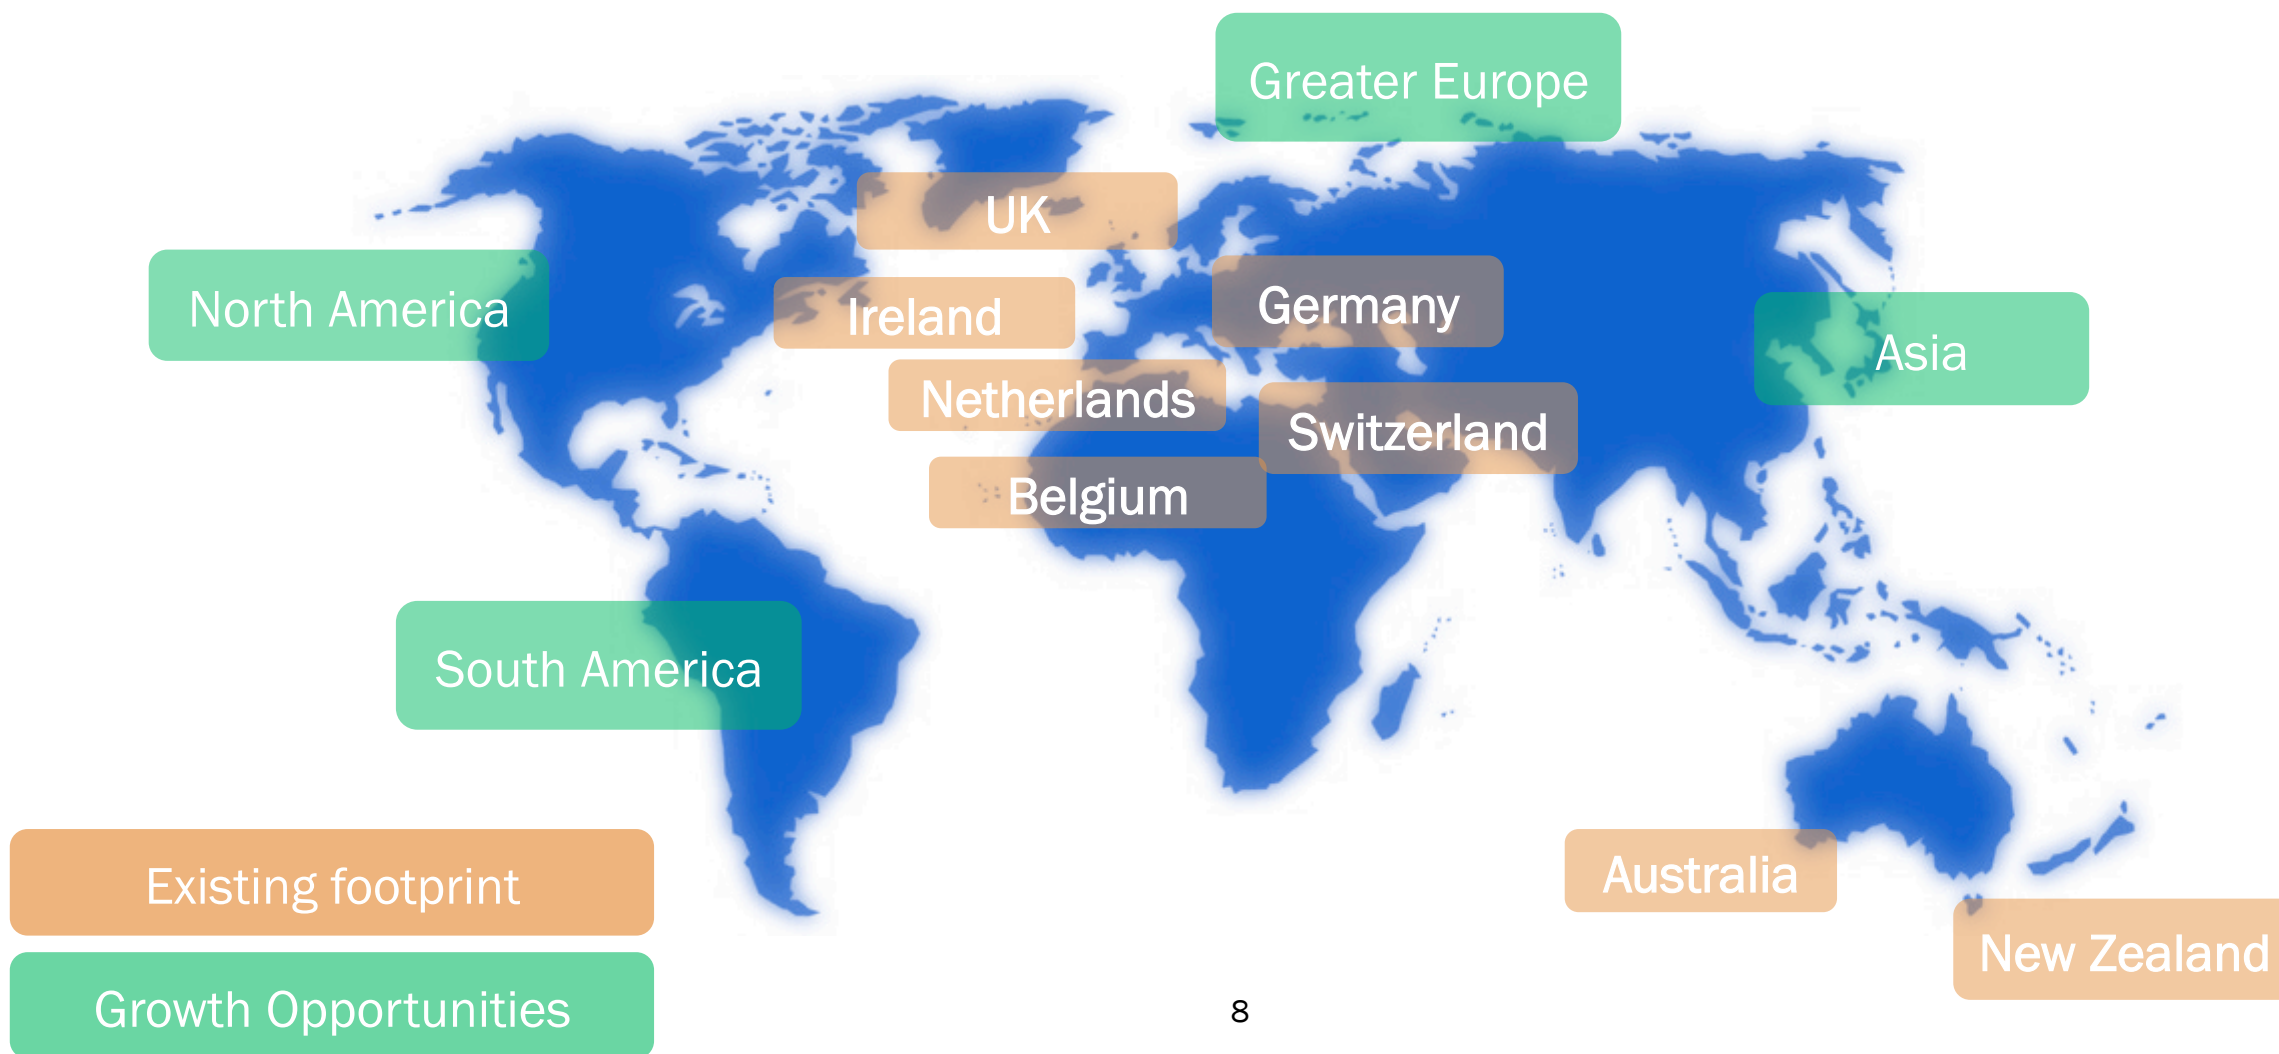 Greater Europe
UK
North America
Ireland
Germany
Asia
Netherlands
Switzerland
Belgium
South America
Existing footprint
Australia
New Zealand
Growth Opportunities
8